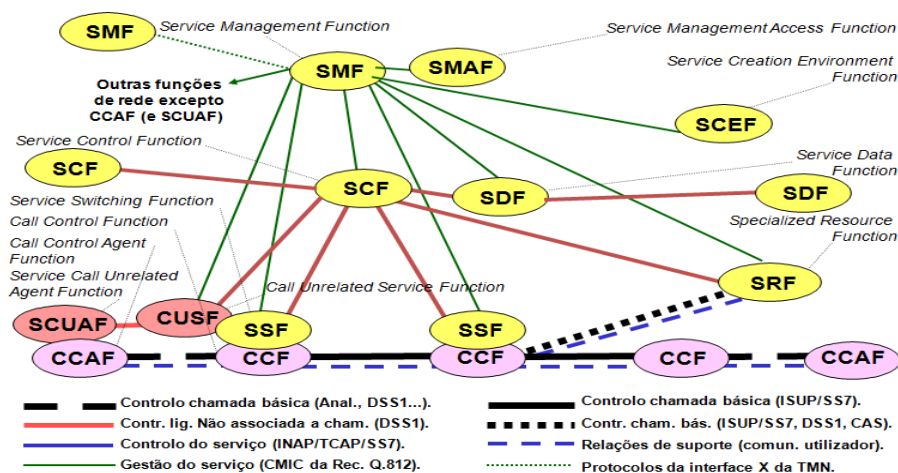 SMF
Service Management Function
SMF
SMAF
Service Management Access Function
Service Creation Environment
Function
SCEF
Outras funções
de rede excepto
CCAF (e SCUAF)
Service Control Function
SCF
SCF
SDF
Service Data
Function
SDF
Service Switching Function
Call Control Function
Call Control Agent
Function
Service Call Unrelated
Agent Function
Specialized Resource
Function
SRF
Call Unrelated Service Function
SCUAF
CUSF
SSF
SSF
CCAF
CCF
CCF
CCF
CCAF
Controlo chamada básica (Anal., DSS1...).
Contr. lig. Não associada a cham. (DSS1).
Controlo do serviço (INAP/TCAP/SS7).
Gestão do serviço (CMIC da Rec. Q.812).
Controlo chamada básica (ISUP/SS7).
Contr. cham. bás. (ISUP/SS7, DSS1, CAS).
Relações de suporte (comun. utilizador).
Protocolos da interface X da TMN.